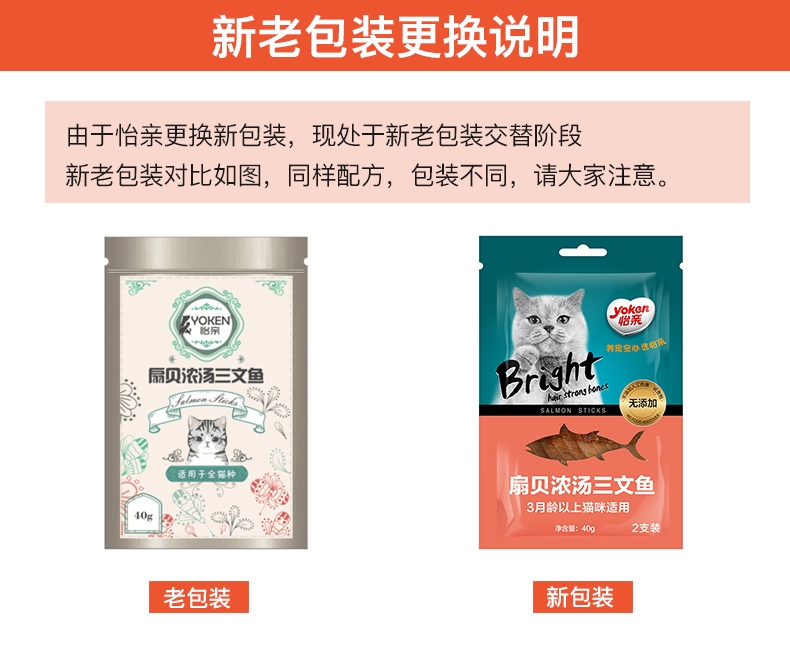 新老包装更换说明
由于怡亲更换新包装，现处于新老包装交替阶段
新老包装对比如图，同样配方，包装不同，请大家注意。
YOKEN
怡亲
扇贝浓汤三文鱼
Salmon Sticks
适用于全猫种
40g
老包装
yoken
怡亲
养宠安心 选怡亲
Bright
hair strong bones
SALMON STICKS
无添加
扇贝浓汤三文鱼
3月龄以上猫咪适用
净含量：40g
2支装
新包装